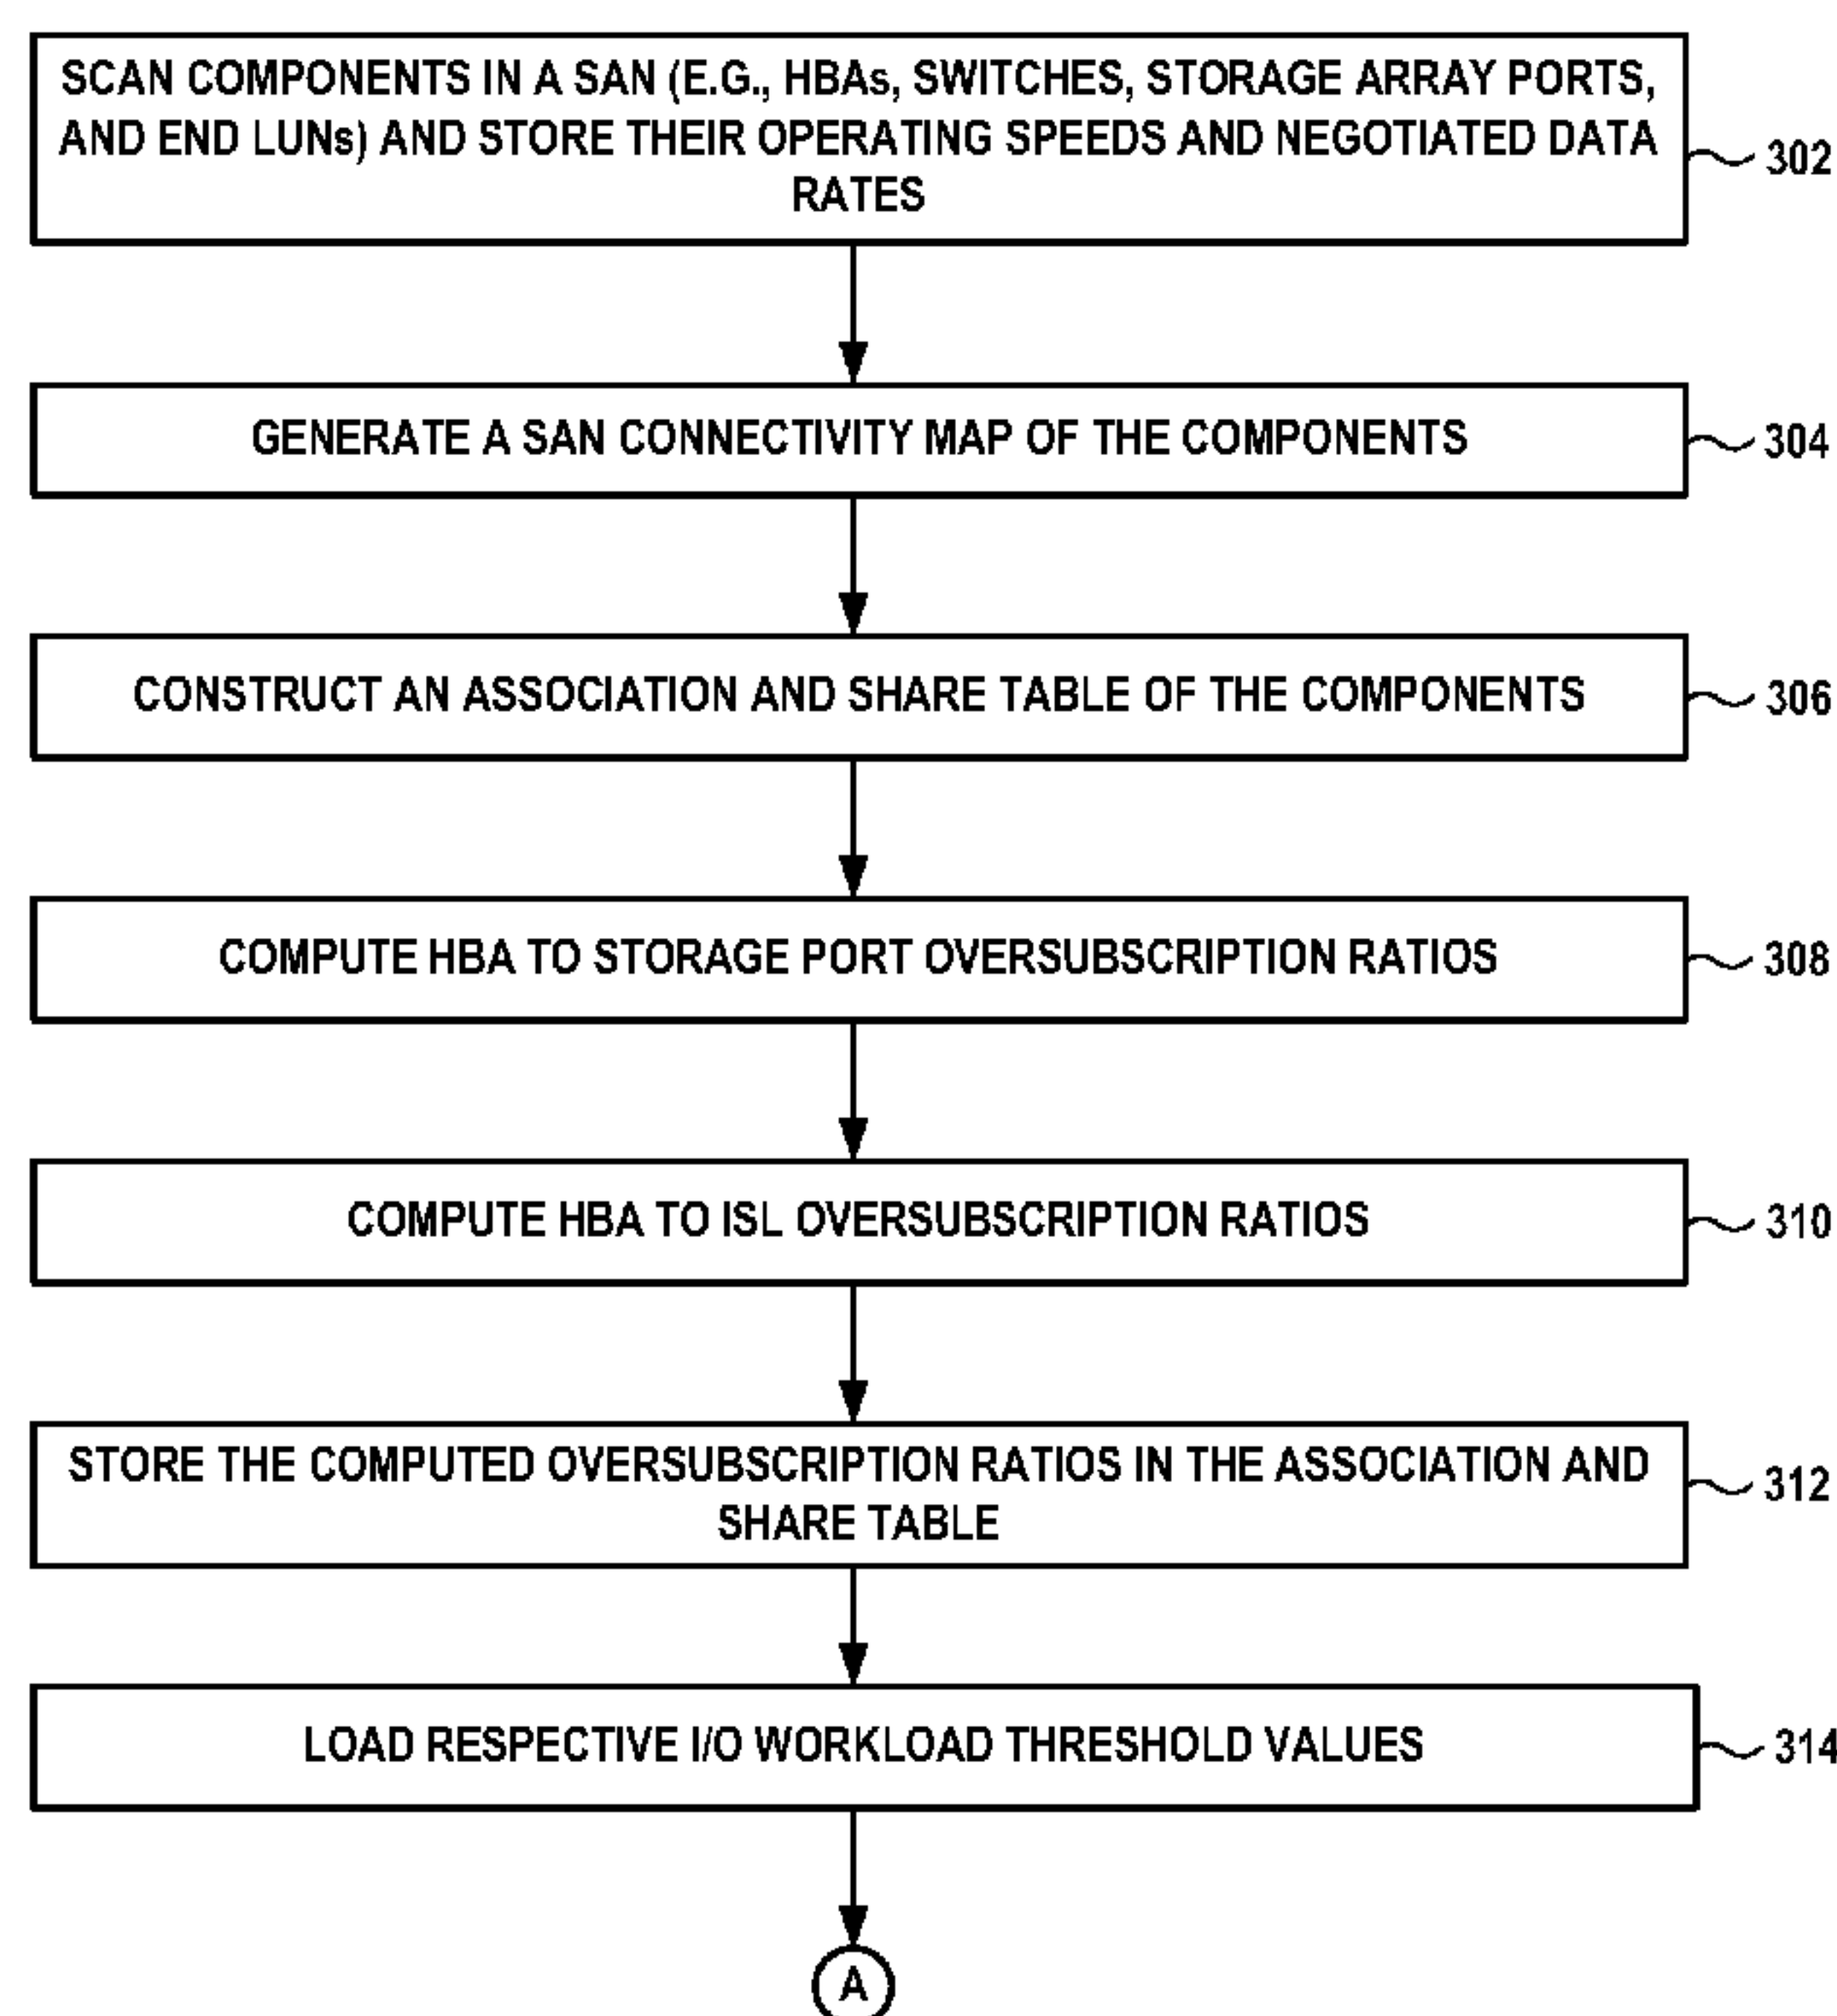 SCAN COMPONENTS IN A SAN (E.G., HBAs, SWITCHES, STORAGE ARRAY PORTS,
AND END LUNs) AND STORE THEIR OPERATING SPEEDS AND NEGOTIATED DATA
RATES
302
GENERATE A SAN CONNECTIVITY MAP OF THE COMPONENTS
304
CONSTRUCT AN ASSOCIATION AND SHARE TABLE OF THE COMPONENTS
306
COMPUTE HBA TO STORAGE PORT OVERSUBSCRIPTION RATIOS
308
COMPUTE HBA TO ISL OVERSUBSCRIPTION RATIOS
310
STORE THE COMPUTED OVERSUBSCRIPTION RATIOS IN THE ASSOCIATION AND
SHARE TABLE
312
LOAD RESPECTIVE I/O WORKLOAD THRESHOLD VALUES
314
A